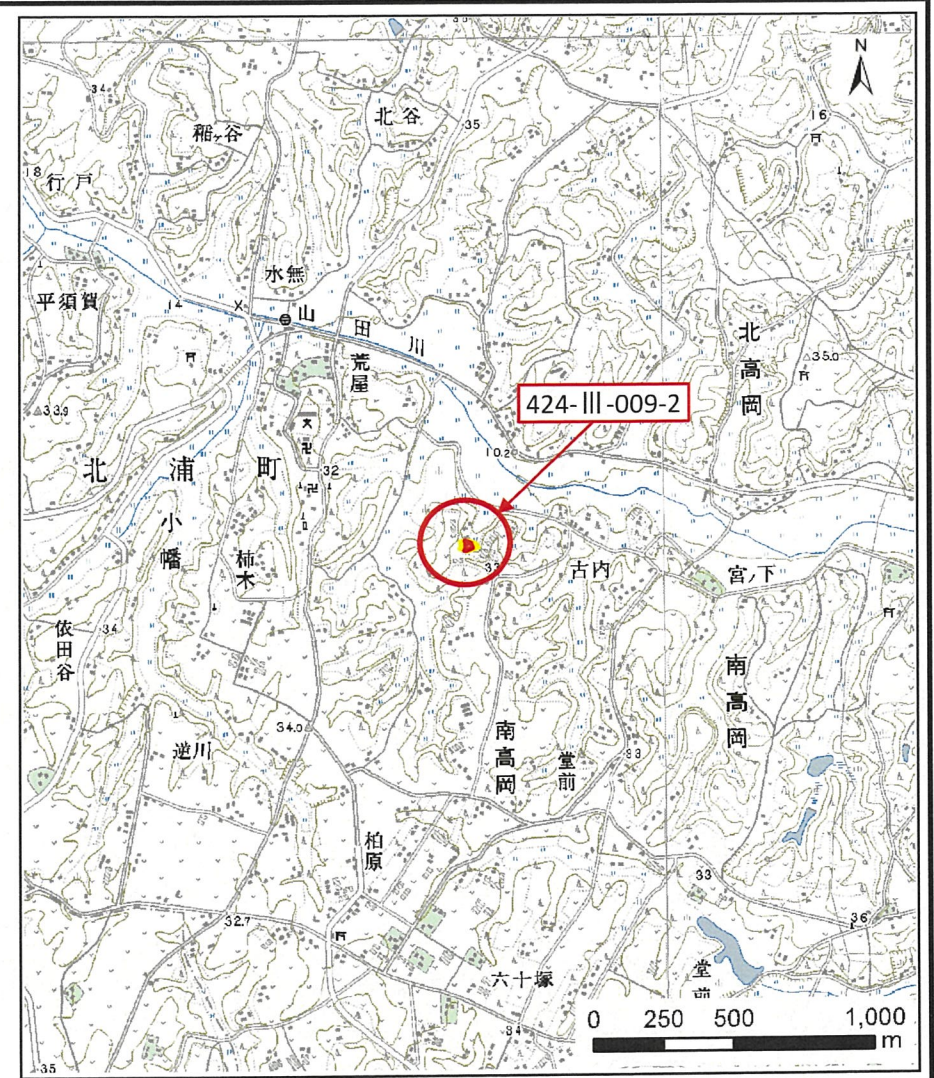 N
34
稲ヶ谷
北谷
35
16
18
行戸
水無
平須賀
14
山田川
荒屋
北高岡
35.0
424-Ⅲ-009-2
33.9
10.2
北浦町
32
小幡
柿木
33
古内
宮ノ下
依田谷
34
南高岡
34.0
逆川
南高岡
堂前
33
柏原
33
32.7
36
六十塚
堂前
34
35
0 250 500 1,000
m